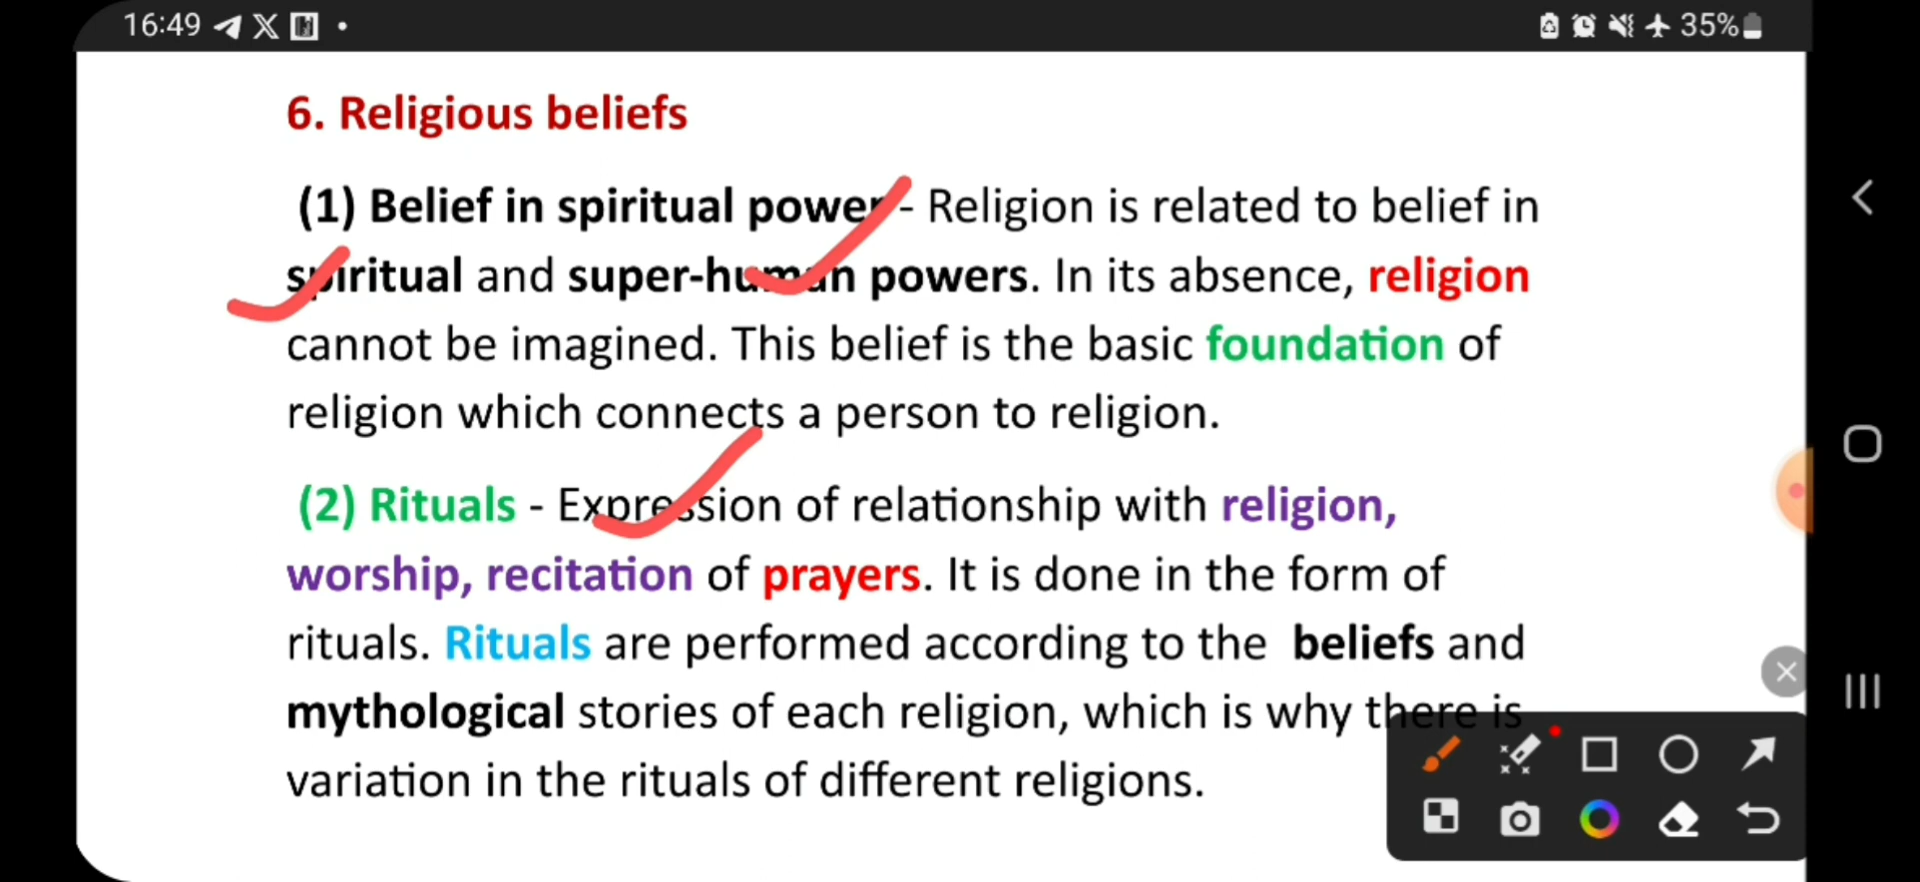 16:49
35%
6. Religious beliefs
(1) Belief in spiritual power - Religion is related to belief in
spiritual and super-human powers. In its absence, religion
cannot be imagined. This belief is the basic foundation of
religion which connects a person to religion.
(2) Rituals - Expression of relationship with religion,
worship, recitation of prayers. It is done in the form of
rituals. Rituals are performed according to the beliefs and
mythological stories of each religion, which is why there is
variation in the rituals of different religions.